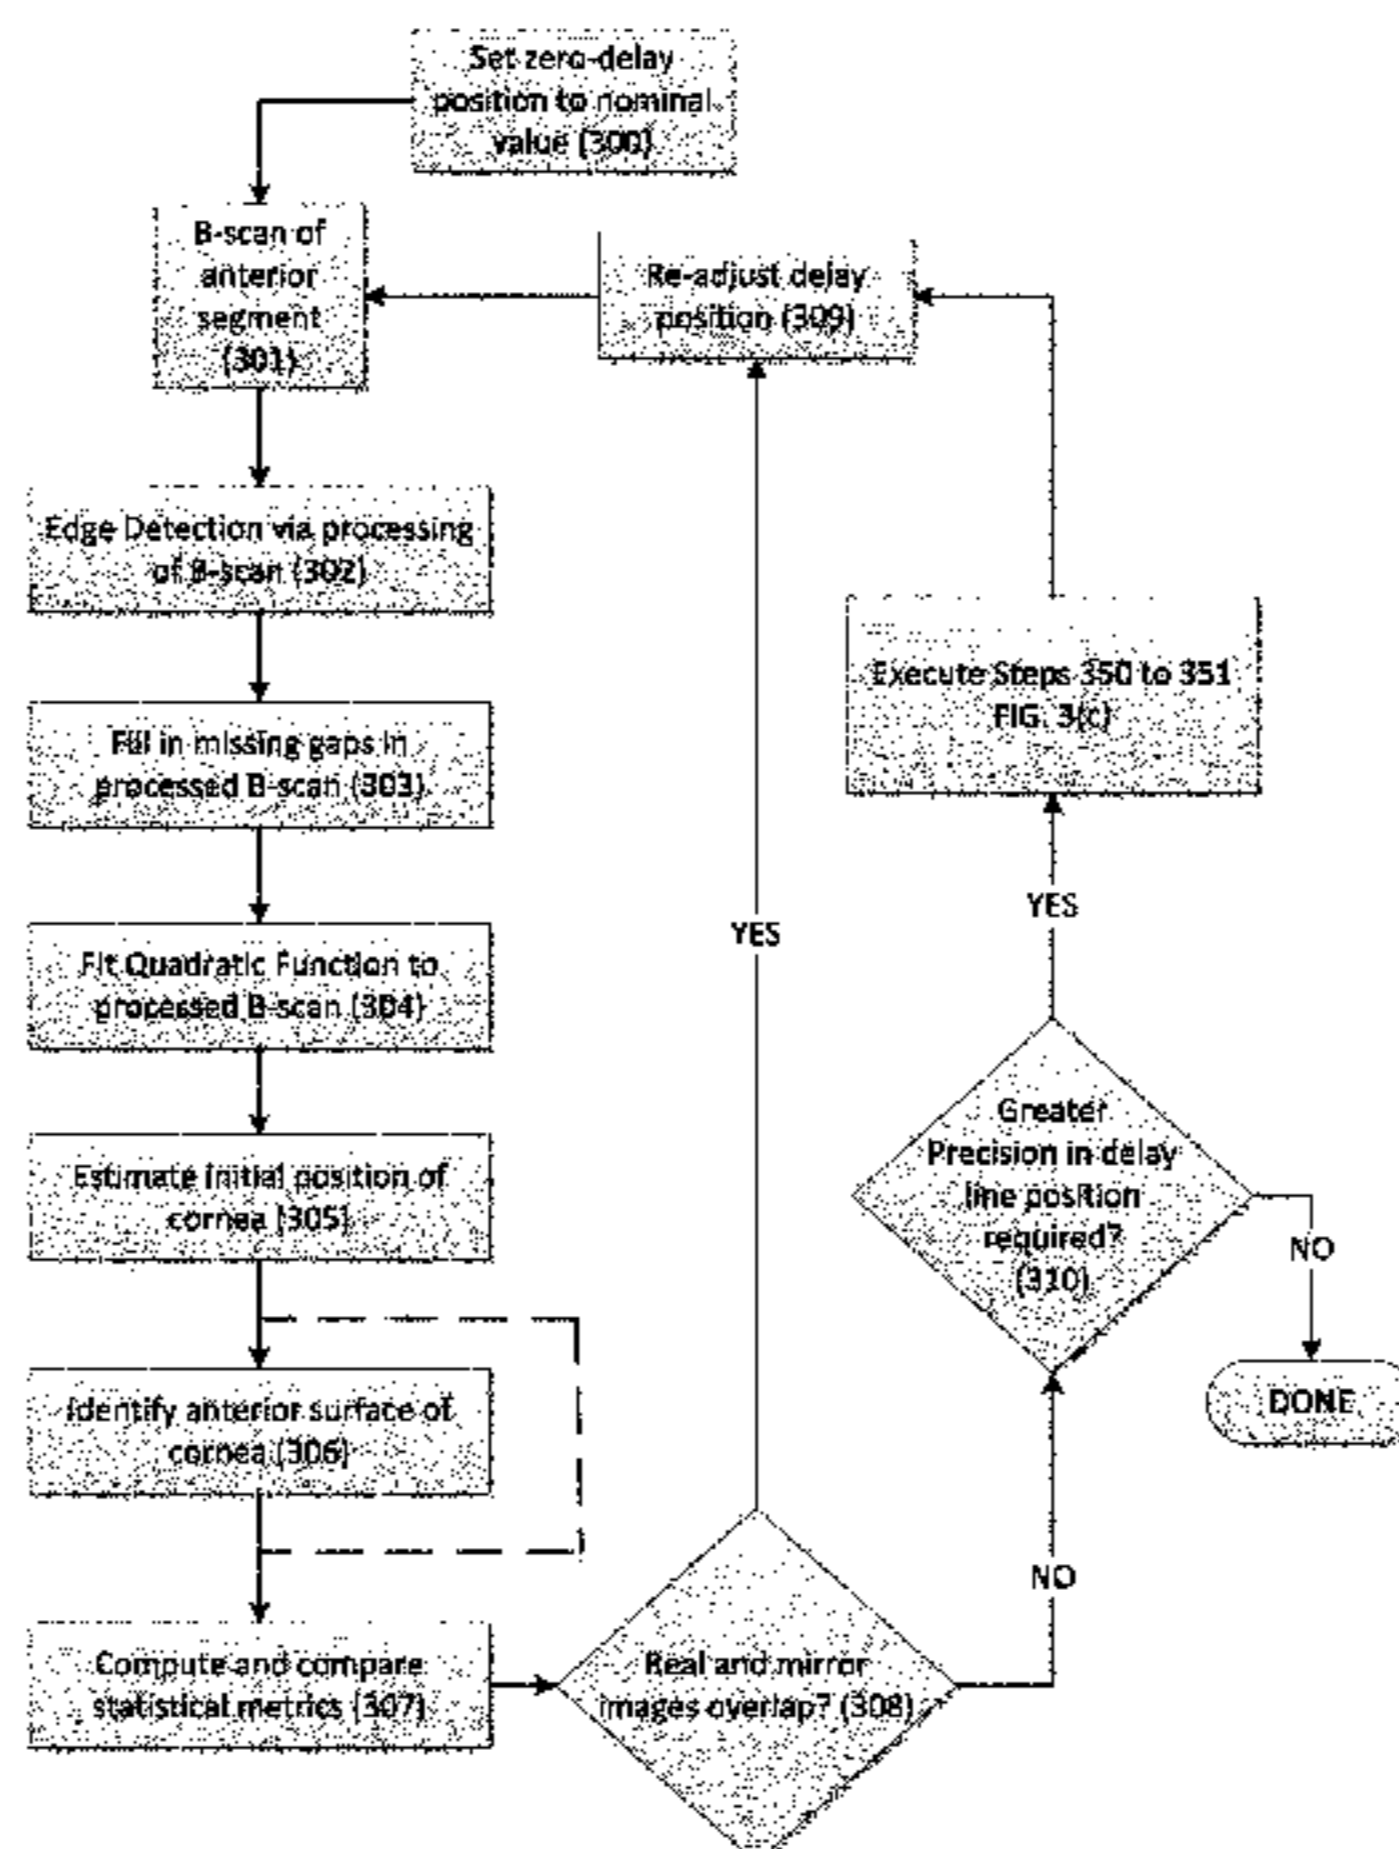 Set zero-delay
position to nominal
value (300)
B-scan of
anterior
segment
(301)
Re-adjust delay
position (309)
Edge Detection via processing
of B-scan (302)
Fill in missing gaps in
processed B-scan (303)
Fit Quadratic Function to
processed B-scan (304)
Estimate initial position of
cornea (305)
Identify anterior surface of
cornea (306)
Compute and compare
statistical metrics (307)
Real and mirror
images overlap? (308)
YES
NO
Greater
Precision in delay
line position
required?
(310)
YES
NO
Execute Steps 350 to 351
FIG. 3(c)
DONE